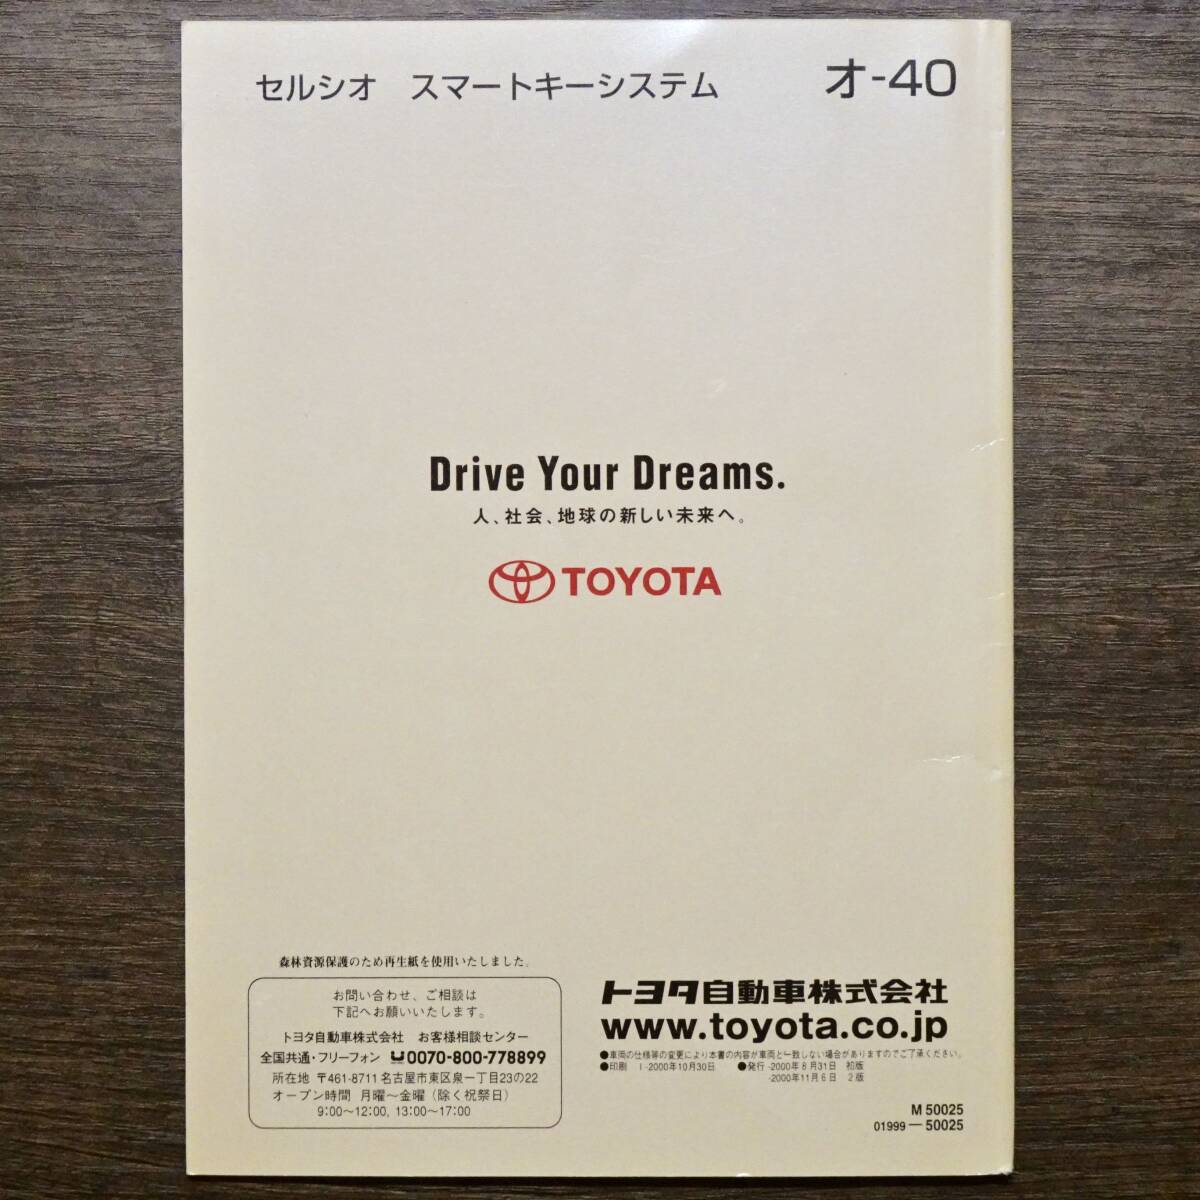 セルシオ　スマートキーシステム　オ-40
Drive Your Dreams.
人、社会、地球の新しい未来へ。
TOYOTA
森林資源保護のため再生紙を使用いたしました。
お問い合わせ、ご相談は
下記へお願いいたします。
トヨタ自動車株式会社　お客様相談センター
全国共通・フリーフォン 0070-800-778899
所在地 〒461-8711 名古屋市東区泉一丁目23の22
オープン時間 月曜～金曜（除く祝祭日）
9:00～12:00, 13:00～17:00
トヨタ自動車株式会社
www.toyota.co.jp
●車両の仕様等の変更により本書の内容が車両と一致しない場合がありますのでご了承ください。
●印刷 I-2000年10月30日　●発行-2000年8月31日 初版
-2000年11月6日 2版
M 50025
01999－50025